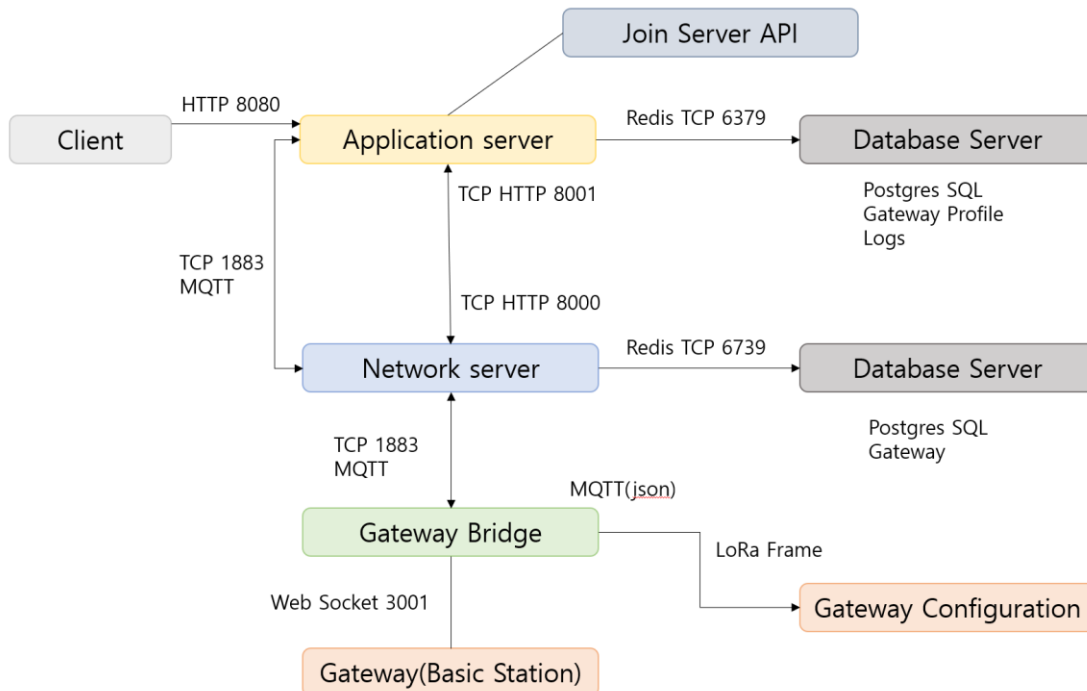 Join Server API
HTTP 8080
Client
Application server
Redis TCP 6379
Database Server
Postgres SQL
Gateway Profile
Logs
TCP HTTP 8001
TCP 1883
MQTT
TCP HTTP 8000
Network server
Redis TCP 6739
Database Server
Postgres SQL
Gateway
TCP 1883
MQTT
MQTT(json)
Gateway Bridge
LoRa Frame
Web Socket 3001
Gateway Configuration
Gateway(Basic Station)